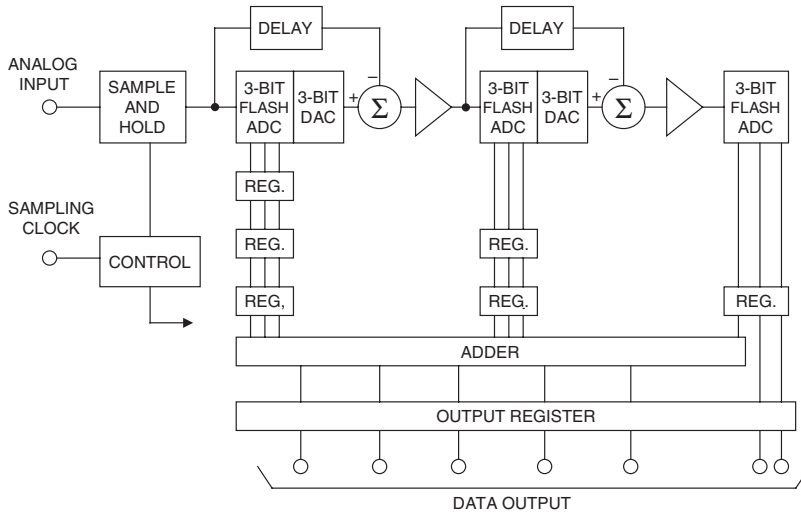 DELAY
DELAY
ANALOG
INPUT
SAMPLE
AND
HOLD
3-BIT
FLASH
ADC
3-BIT
DAC
+
−
Σ
3-BIT
FLASH
ADC
3-BIT
DAC
+
−
Σ
3-BIT
FLASH
ADC
REG.
SAMPLING
CLOCK
CONTROL
REG.
REG.
REG,
REG.
REG.
ADDER
OUTPUT REGISTER
DATA OUTPUT